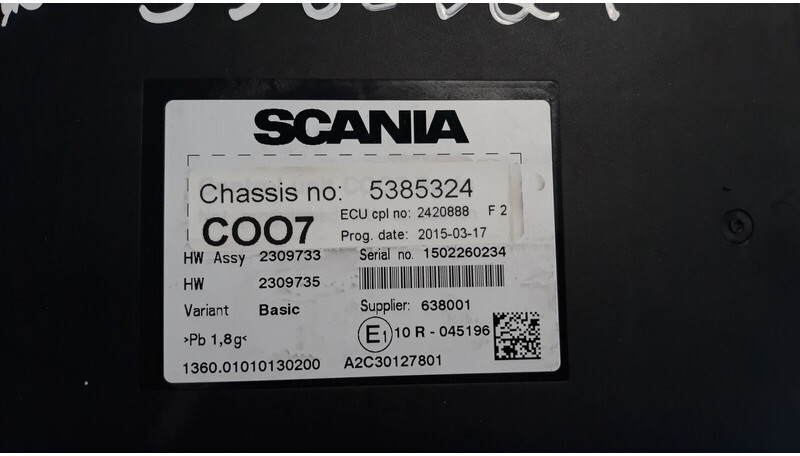 SCANIA
Chassis no: 5385324
COO7 ECU cpl no: 2420888 F 2
Prog. date: 2015-03-17
HW Assy 2309733 Serial no. 1502260234
HW 2309735
Variant Basic Supplier: 638001
>Pb 1,8g< E1 10 R - 045196
1360.01010130200 A2C30127801